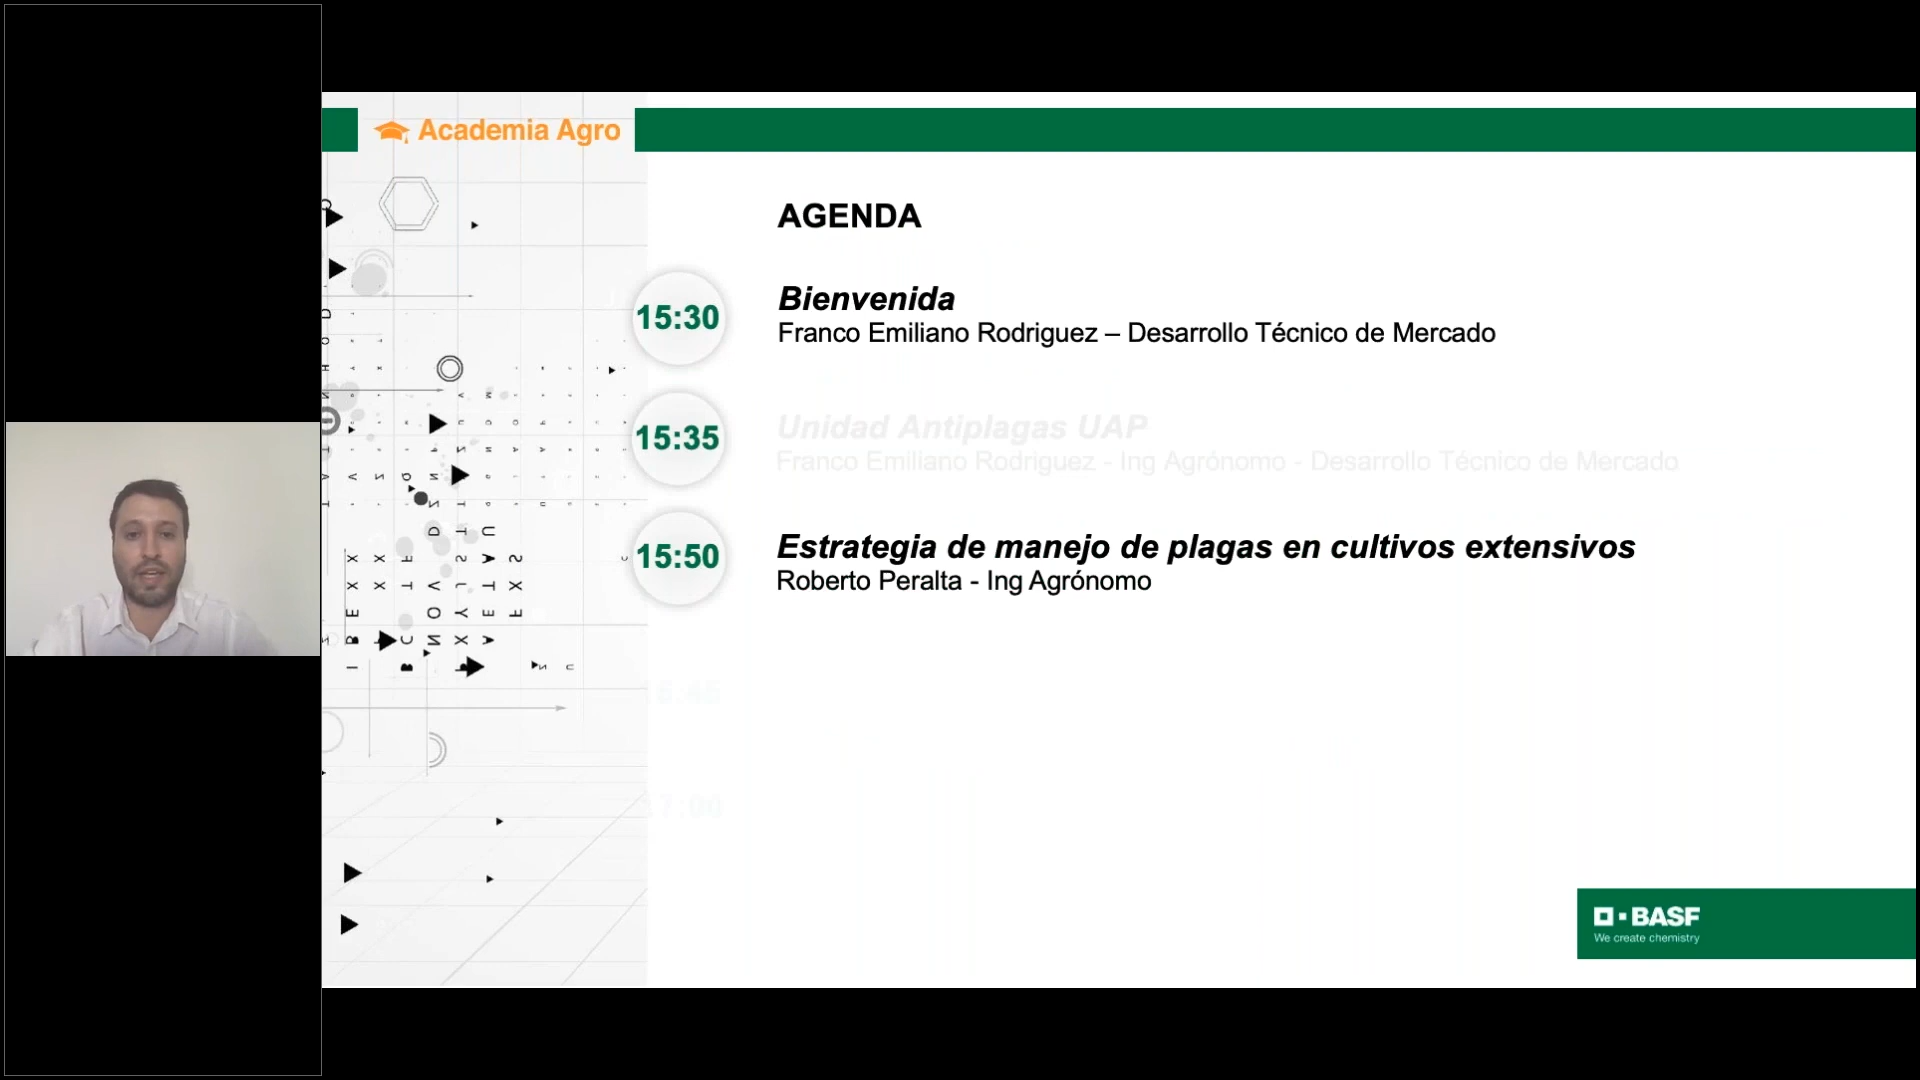 Academia Agro
AGENDA
15:30
Bienvenida
Franco Emiliano Rodriguez – Desarrollo Técnico de Mercado
15:35
Unidad Antiplagas UAP
Franco Emiliano Rodriguez - Ing Agrónomo - Desarrollo Técnico de Mercado
15:50
Estrategia de manejo de plagas en cultivos extensivos
Roberto Peralta - Ing Agrónomo
BASF
We create chemistry